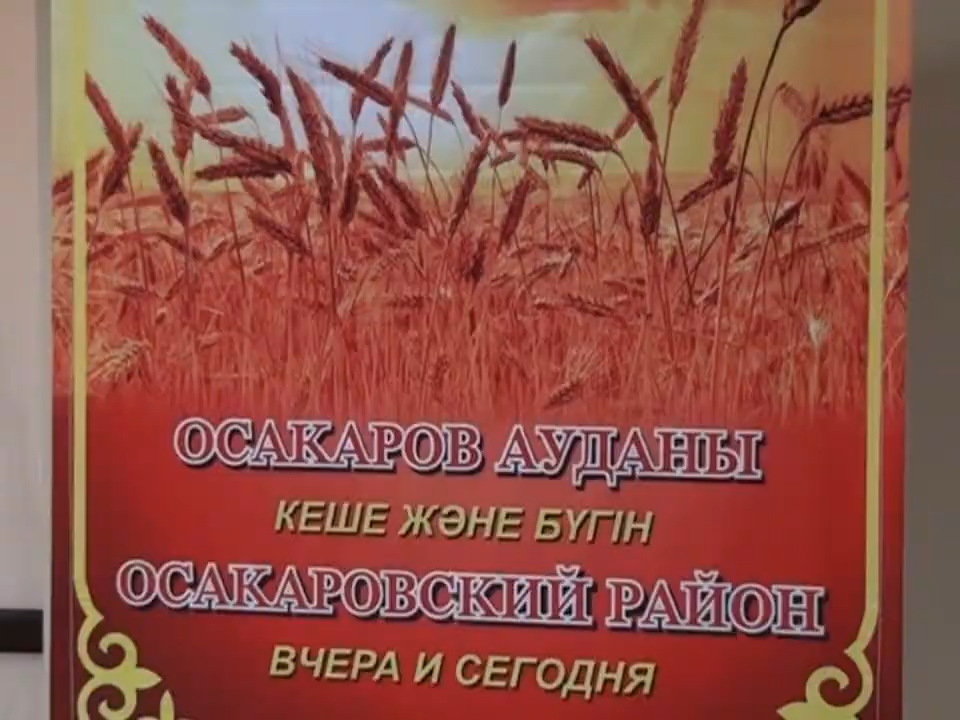 ОСАКАРОВ АУДАНЫ
КЕШЕ ЖӘНЕ БҮГІН
ОСАКАРОВСКИЙ РАЙОН
ВЧЕРА И СЕГОДНЯ